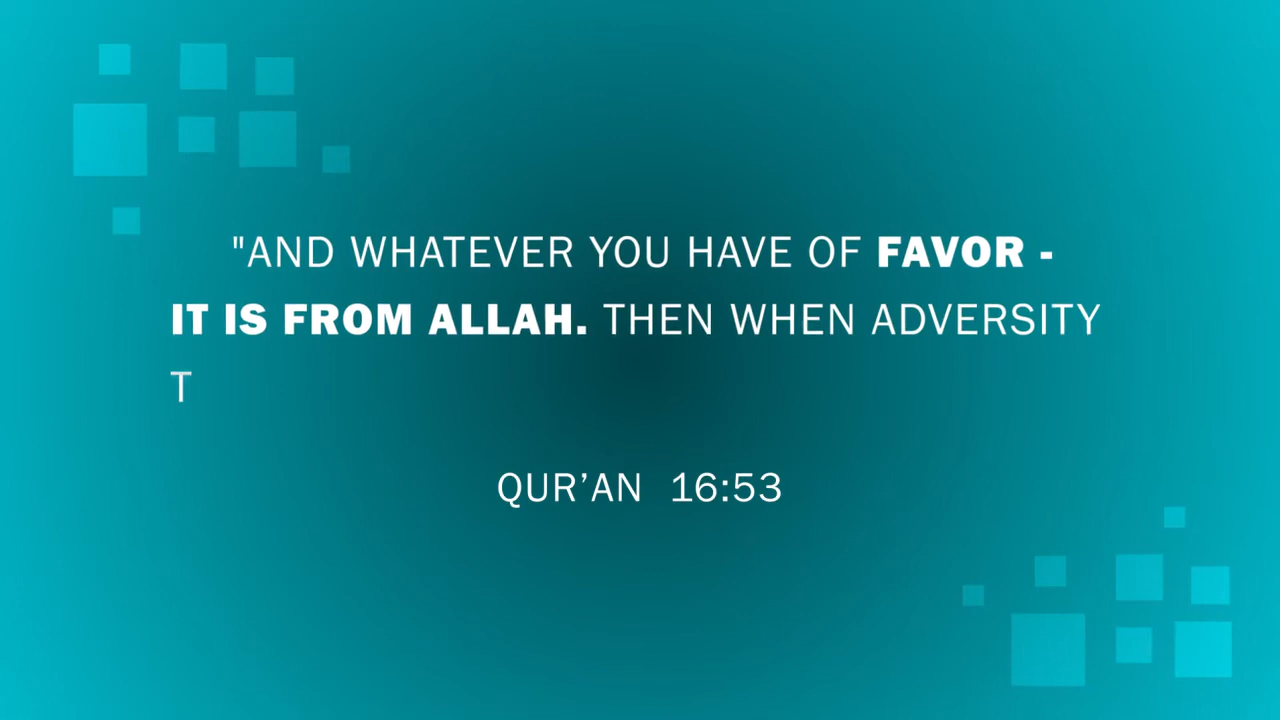 "AND WHATEVER YOU HAVE OF FAVOR -
IT IS FROM ALLAH. THEN WHEN ADVERSITY
T
QUR’AN 16:53